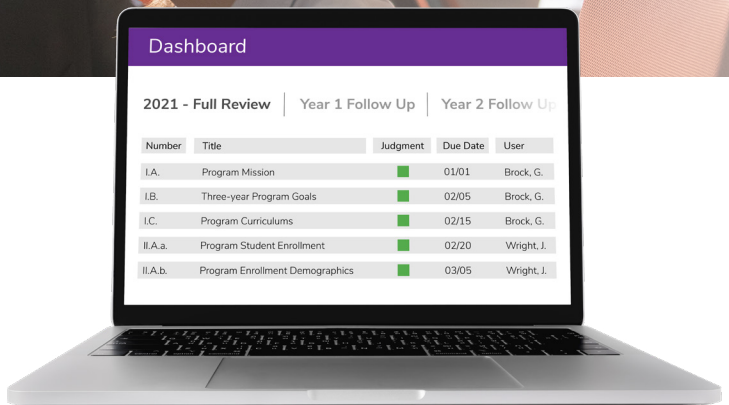 Dashboard
2021 - Full Review Year 1 Follow Up Year 2 Follow Up
Number Title Judgment Due Date User
I.A. Program Mission 01/01 Brock, G.
I.B. Three-year Program Goals 02/05 Brock, G.
I.C. Program Curriculums 02/15 Brock, G.
II.A.a. Program Student Enrollment 02/20 Wright, J.
II.A.b. Program Enrollment Demographics 03/05 Wright, J.